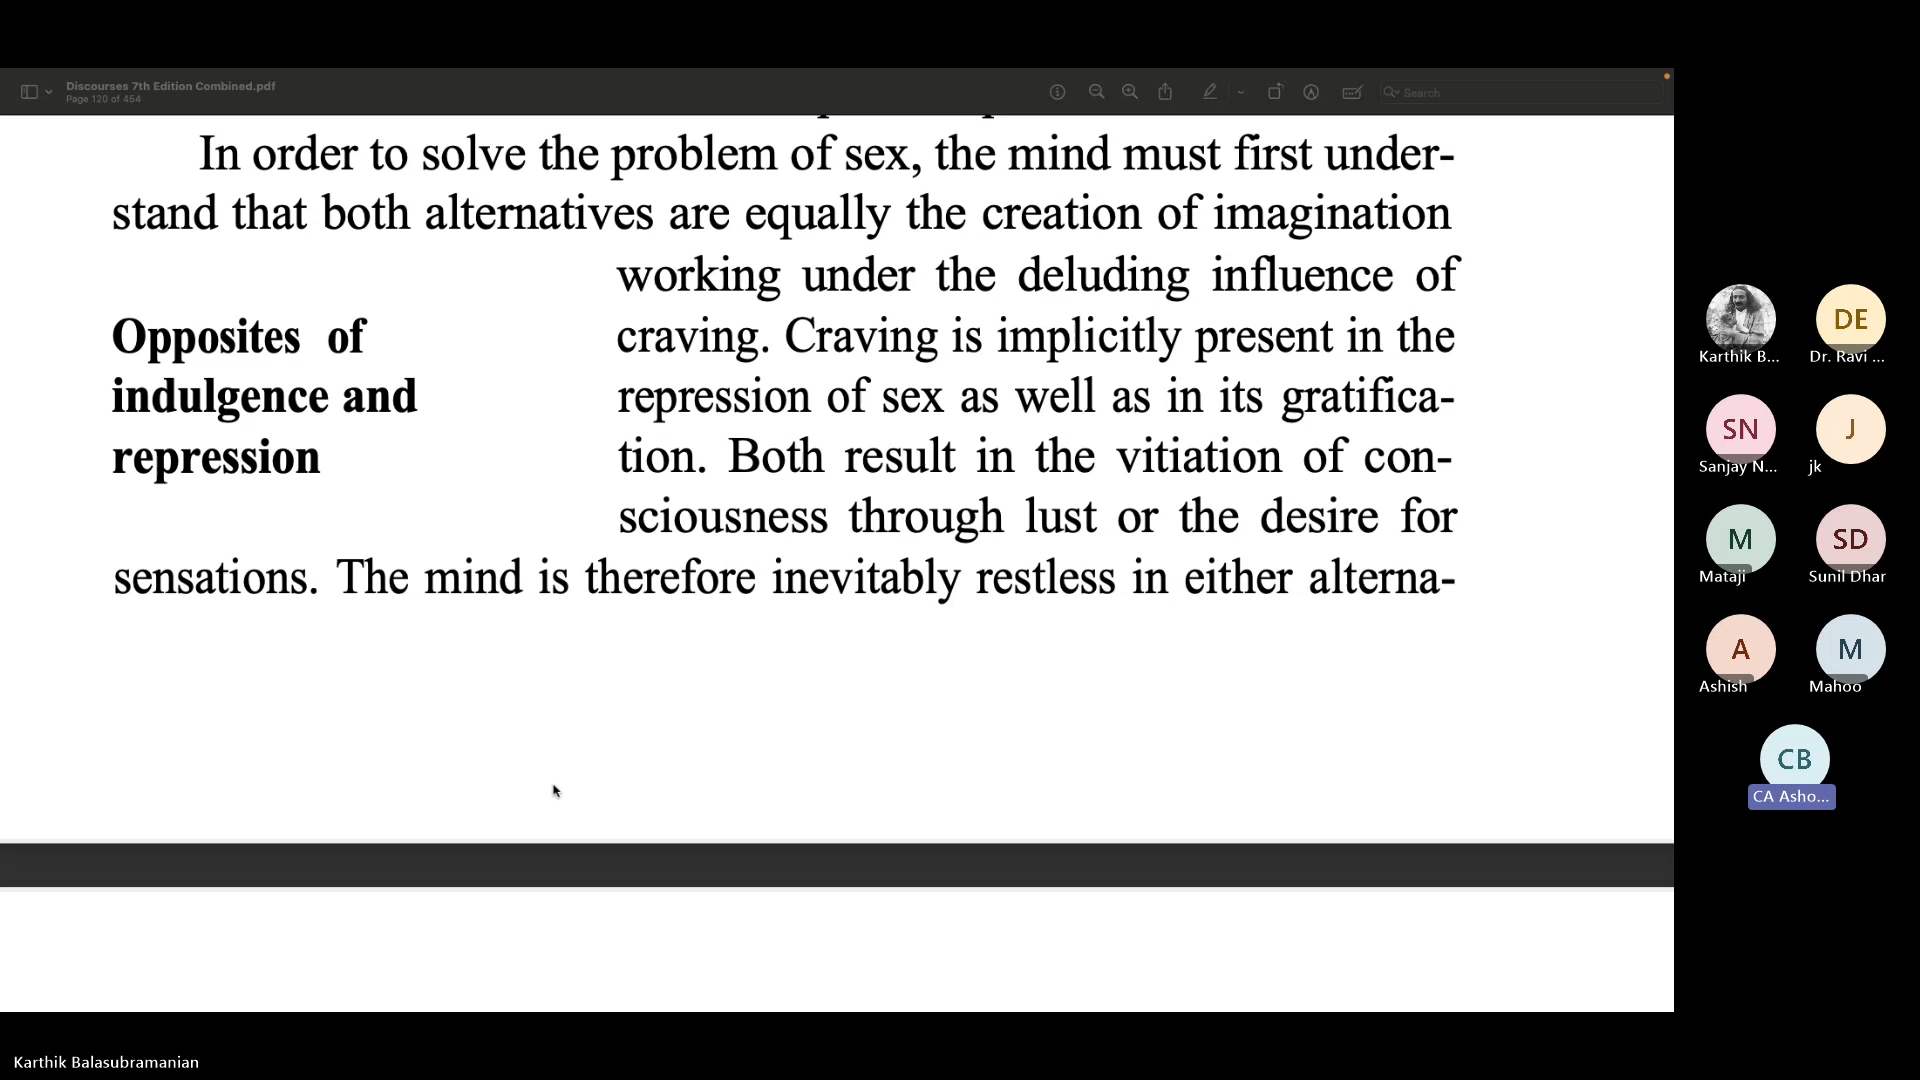 Discourses 7th Edition Combined.pdf
Page 120 of 454
Search
In order to solve the problem of sex, the mind must first under-
stand that both alternatives are equally the creation of imagination
working under the deluding influence of
craving. Craving is implicitly present in the
repression of sex as well as in its gratifica-
tion. Both result in the vitiation of con-
sciousness through lust or the desire for
sensations. The mind is therefore inevitably restless in either alterna-
Opposites of
indulgence and
repression
Karthik B...
DE
Dr. Ravi ...
SN
Sanjay N...
J
jk
M
Mataji
SD
Sunil Dhar
A
Ashish
M
Mahoo
CB
CA Asho...
Karthik Balasubramanian